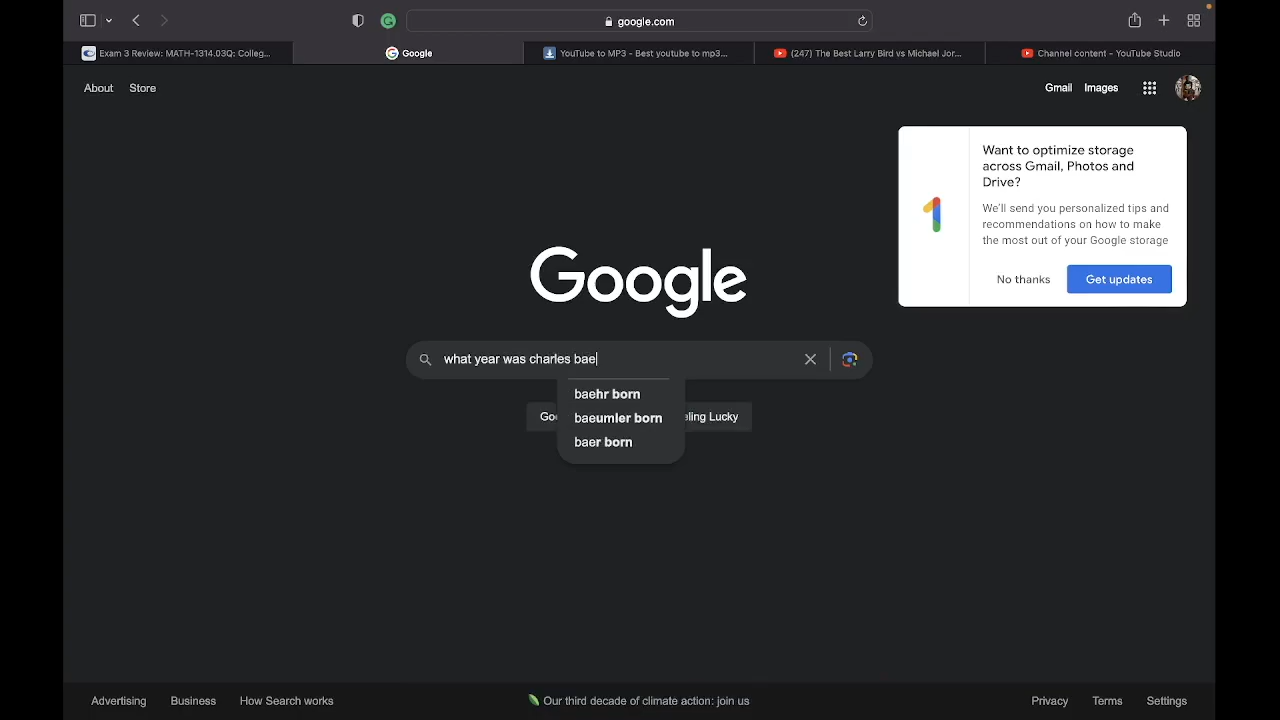 google.com
Exam 3 Review: MATH-1314.03Q: Colleg...
Google
YouTube to MP3 - Best youtube to mp3...
(247) The Best Larry Bird vs Michael Jor...
Channel content - YouTube Studio
About
Store
Gmail
Images
Want to optimize storage
across Gmail, Photos and
Drive?
We'll send you personalized tips and
recommendations on how to make
the most out of your Google storage
No thanks
Get updates
Google
what year was charles bae
baehr born
baeumler born
baer born
Goo
eling Lucky
Advertising
Business
How Search works
Our third decade of climate action: join us
Privacy
Terms
Settings